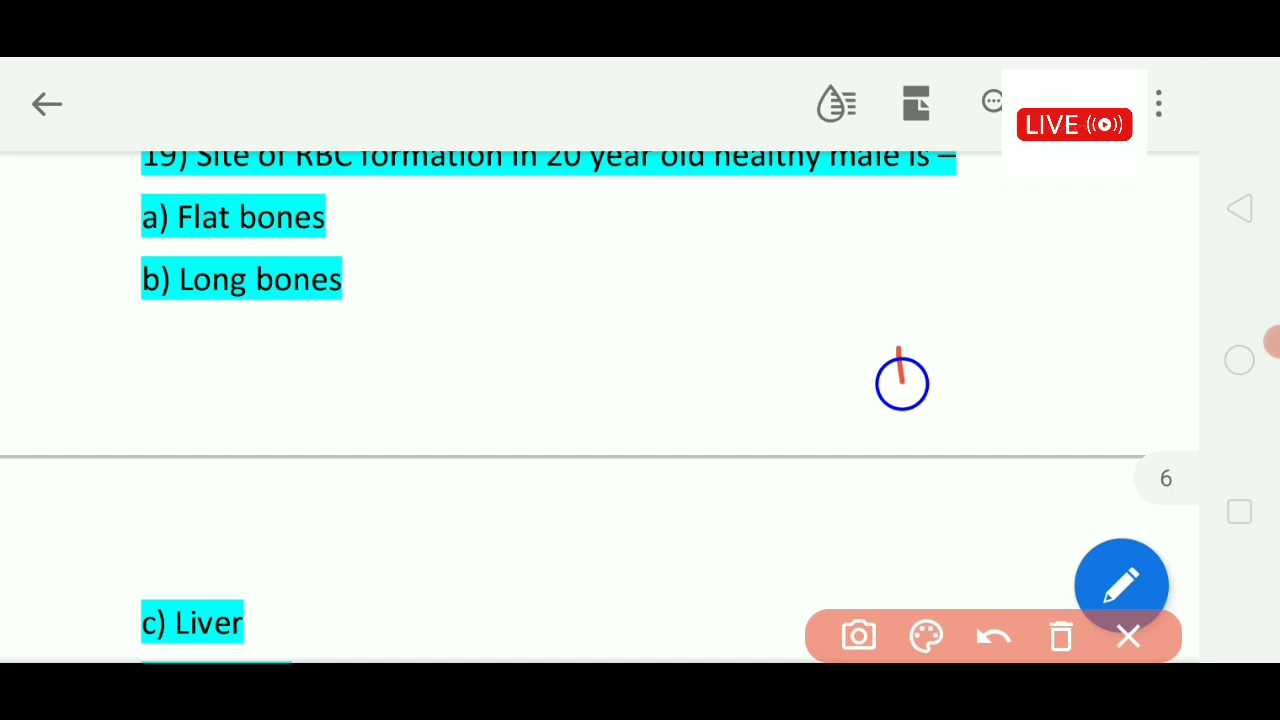 LIVE
19) Site of RBC formation in 20 year old healthy male is –
a) Flat bones
b) Long bones
6
c) Liver